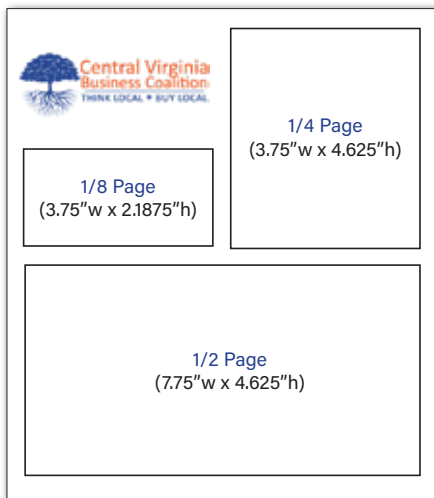 Central Virginia
Business Coalition
THINK LOCAL • BUY LOCAL
1/4 Page
(3.75"w x 4.625"h)
1/8 Page
(3.75"w x 2.1875"h)
1/2 Page
(7.75"w x 4.625"h)